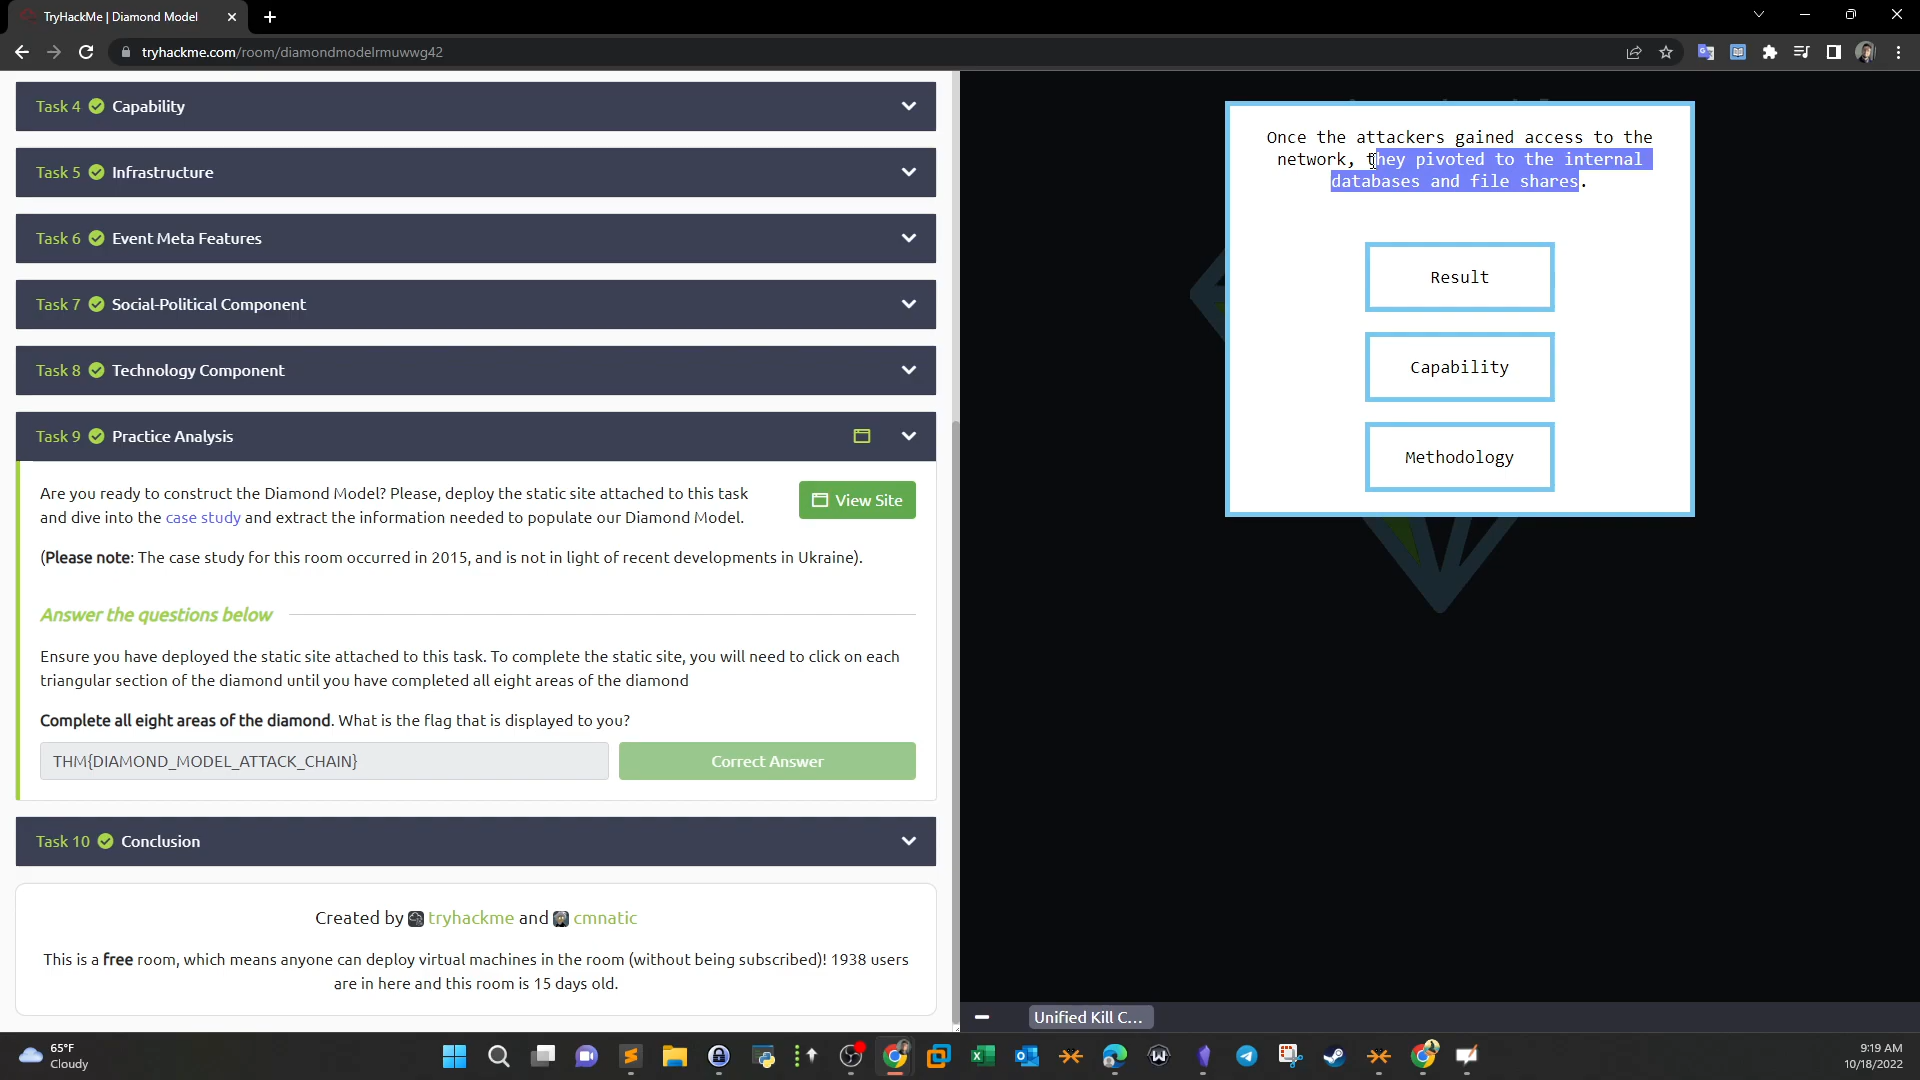 TryHackMe | Diamond Model
tryhackme.com/room/diamondmodelrmuwwg42
Task 4 Capability
Task 5 Infrastructure
Task 6 Event Meta Features
Task 7 Social-Political Component
Task 8 Technology Component
Task 9 Practice Analysis
Are you ready to construct the Diamond Model? Please, deploy the static site attached to this task
and dive into the case study and extract the information needed to populate our Diamond Model.
View Site
(Please note: The case study for this room occurred in 2015, and is not in light of recent developments in Ukraine).
Answer the questions below
Ensure you have deployed the static site attached to this task. To complete the static site, you will need to click on each
triangular section of the diamond until you have completed all eight areas of the diamond
Complete all eight areas of the diamond. What is the flag that is displayed to you?
THM{DIAMOND_MODEL_ATTACK_CHAIN}
Correct Answer
Task 10 Conclusion
Created by tryhackme and cmnatic
This is a free room, which means anyone can deploy virtual machines in the room (without being subscribed)! 1938 users
are in here and this room is 15 days old.
Once the attackers gained access to the
network, they pivoted to the internal
databases and file shares.
Result
Capability
Methodology
Unified Kill C...
65°F
Cloudy
9:19 AM
10/18/2022